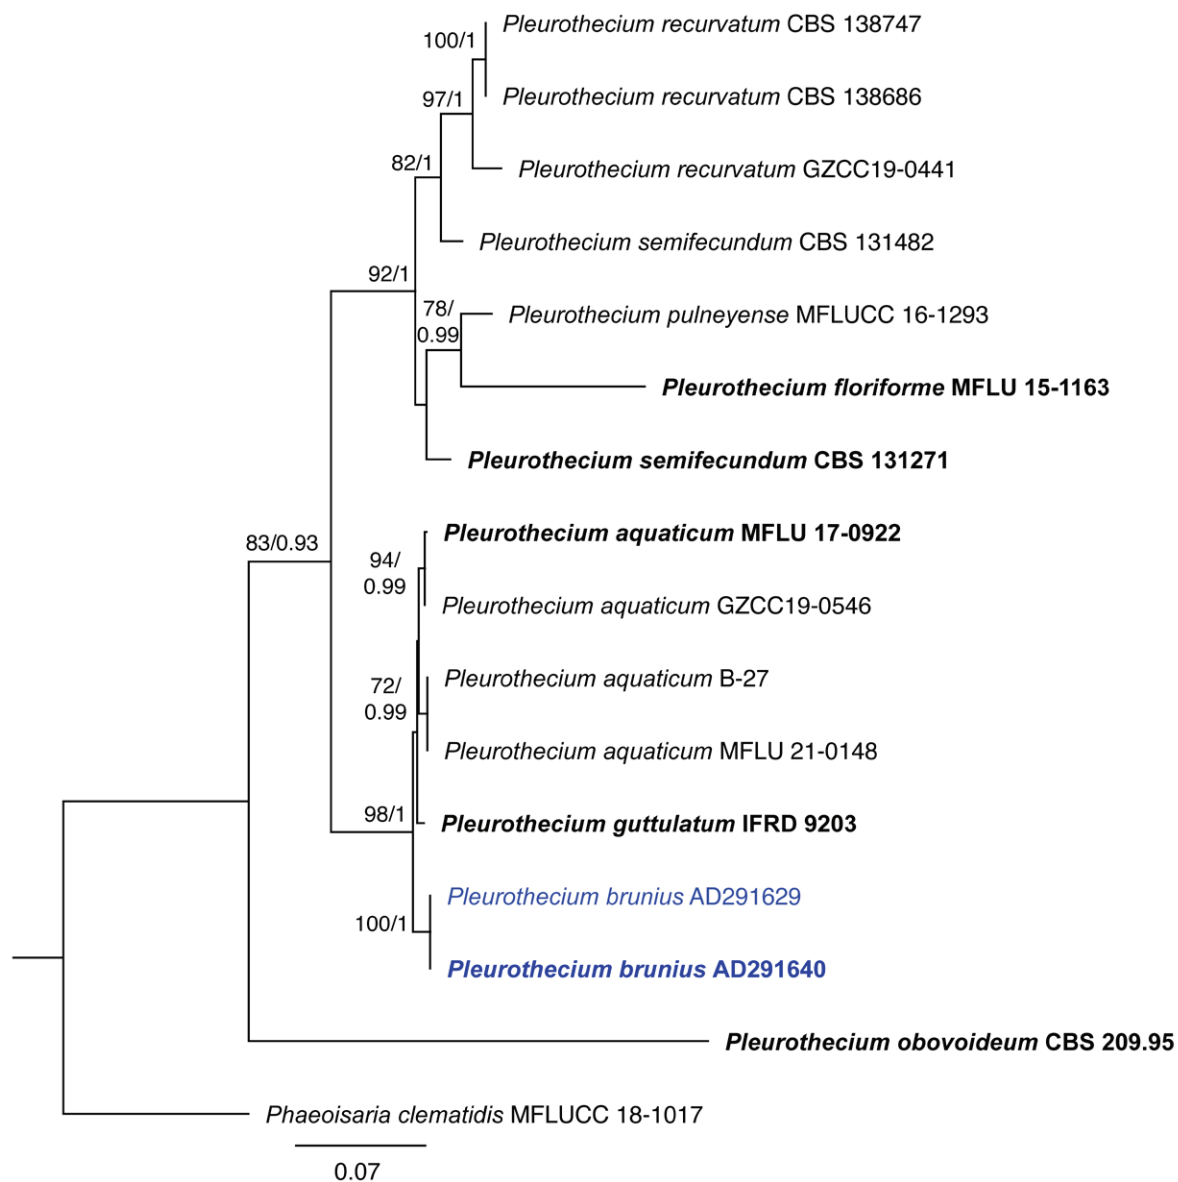 Pleurothecium recurvatum CBS 138747
100/1
Pleurothecium recurvatum CBS 138686
97/1
82/1
Pleurothecium recurvatum GZCC19-0441
Pleurothecium semifecundum CBS 131482
92/1
78/
0.99
Pleurothecium pulneyense MFLUCC 16-1293
Pleurothecium floriforme MFLU 15-1163
Pleurothecium semifecundum CBS 131271
Pleurothecium aquaticum MFLU 17-0922
83/0.93
94/
0.99
Pleurothecium aquaticum GZCC19-0546
Pleurothecium aquaticum B-27
72/
0.99
Pleurothecium aquaticum MFLU 21-0148
98/1
Pleurothecium guttulatum IFRD 9203
Pleurothecium brunius AD291629
100/1
Pleurothecium brunius AD291640
Pleurothecium obovoideum CBS 209.95
Phaeoisaria clematidis MFLUCC 18-1017
0.07